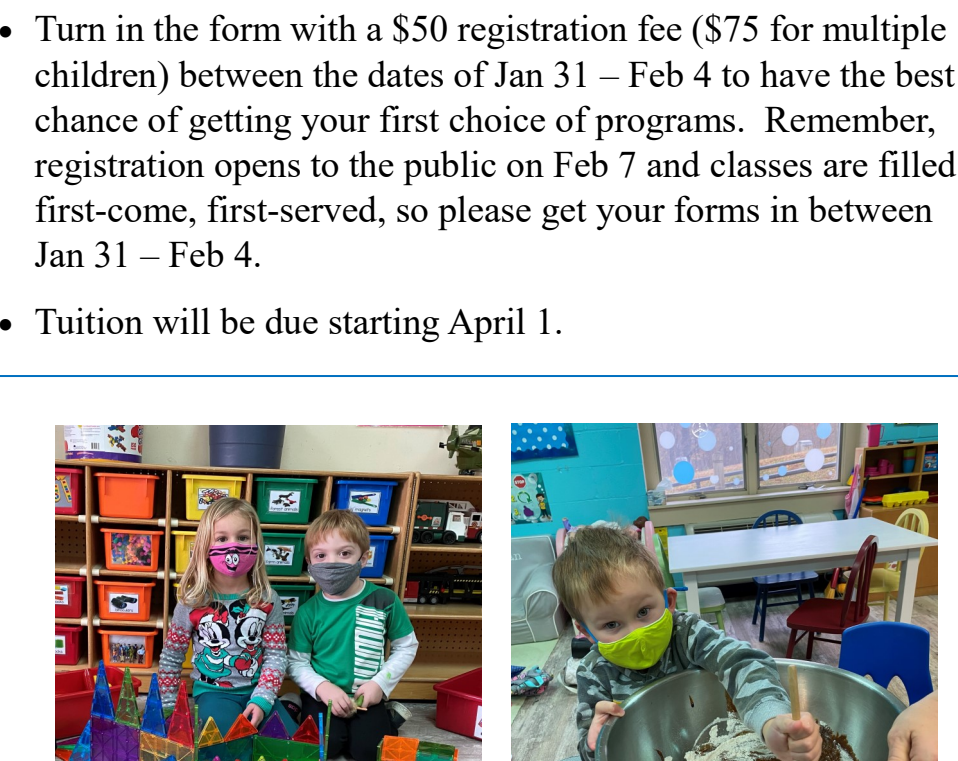 • Turn in the form with a $50 registration fee ($75 for multiple
children) between the dates of Jan 31 – Feb 4 to have the best
chance of getting your first choice of programs.  Remember,
registration opens to the public on Feb 7 and classes are filled
first-come, first-served, so please get your forms in between
Jan 31 – Feb 4.
• Tuition will be due starting April 1.
STOP